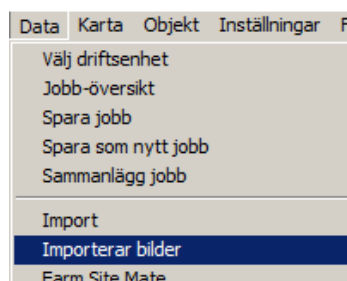 Data Karta Objekt Inställningar
Välj driftsenhet
Jobb-översikt
Spara jobb
Spara som nytt jobb
Sammanlägg jobb
Import
Importerar bilder
Farm Site Mate